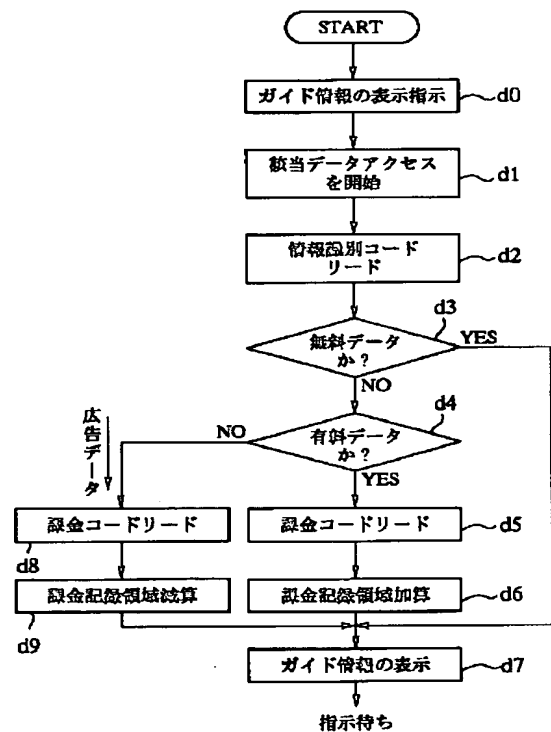 START
ガイド情報の表示指示
d0
該当データアクセス
を開始
d1
情報識別コード
リード
d2
d3
無料データ
か？
YES
NO
d4
有料データ
か？
NO
YES
広告データ
課金コードリード
d8
課金コードリード
d5
課金記録領域減算
d9
課金記録領域加算
d6
ガイド情報の表示
d7
指示待ち